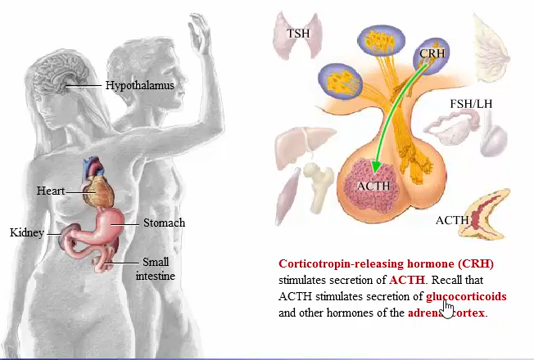 Hypothalamus
Heart
Stomach
Kidney
Small
intestine
TSH
CRH
FSH/LH
ACTH
ACTH
Corticotropin-releasing hormone (CRH)
stimulates secretion of ACTH. Recall that
ACTH stimulates secretion of glucocorticoids
and other hormones of the adrenal cortex.